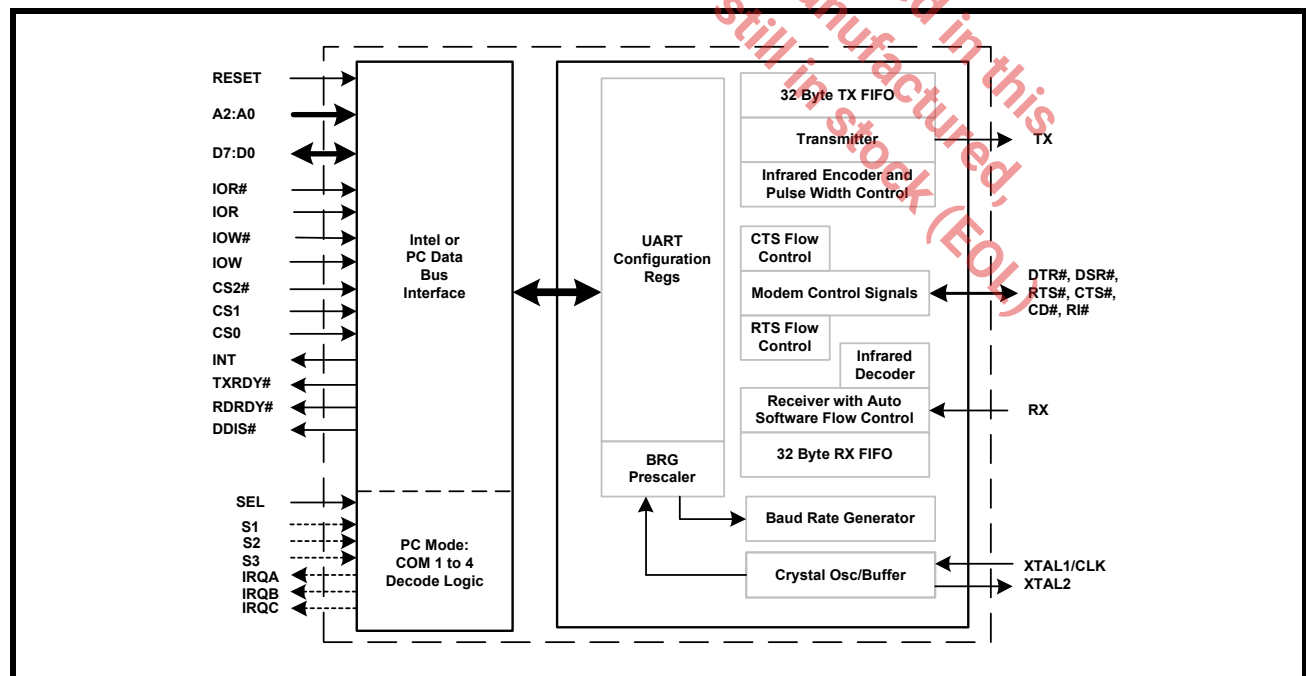 ed in this
anufactured,
still in stock (EOL)
RESET
A2:A0
D7:D0
IOR#
IOR
IOW#
IOW
CS2#
CS1
CS0
INT
TXRDY#
RDRDY#
DDIS#
SEL
S1
S2
S3
IRQA
IRQB
IRQC
Intel or
PC Data
Bus
Interface
PC Mode:
COM 1 to 4
Decode Logic
UART
Configuration
Regs
BRG
Prescaler
32 Byte TX FIFO
Transmitter
Infrared Encoder and
Pulse Width Control
CTS Flow
Control
Modem Control Signals
RTS Flow
Control
Infrared
Decoder
Receiver with Auto
Software Flow Control
32 Byte RX FIFO
Baud Rate Generator
Crystal Osc/Buffer
TX
DTR#, DSR#,
RTS#, CTS#,
CD#, RI#
RX
XTAL1/CLK
XTAL2